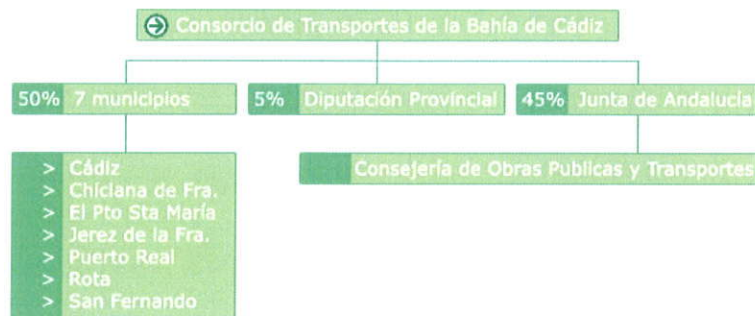 Consorcio de Transportes de la Bahía de Cádiz
50% 7 municipios
5% Diputación Provincial
45% Junta de Andalucía
> Cádiz
> Chiclana de Fra.
> El Pto Sta María
> Jerez de la Fra.
> Puerto Real
> Rota
> San Fernando
Consejería de Obras Publicas y Transportes